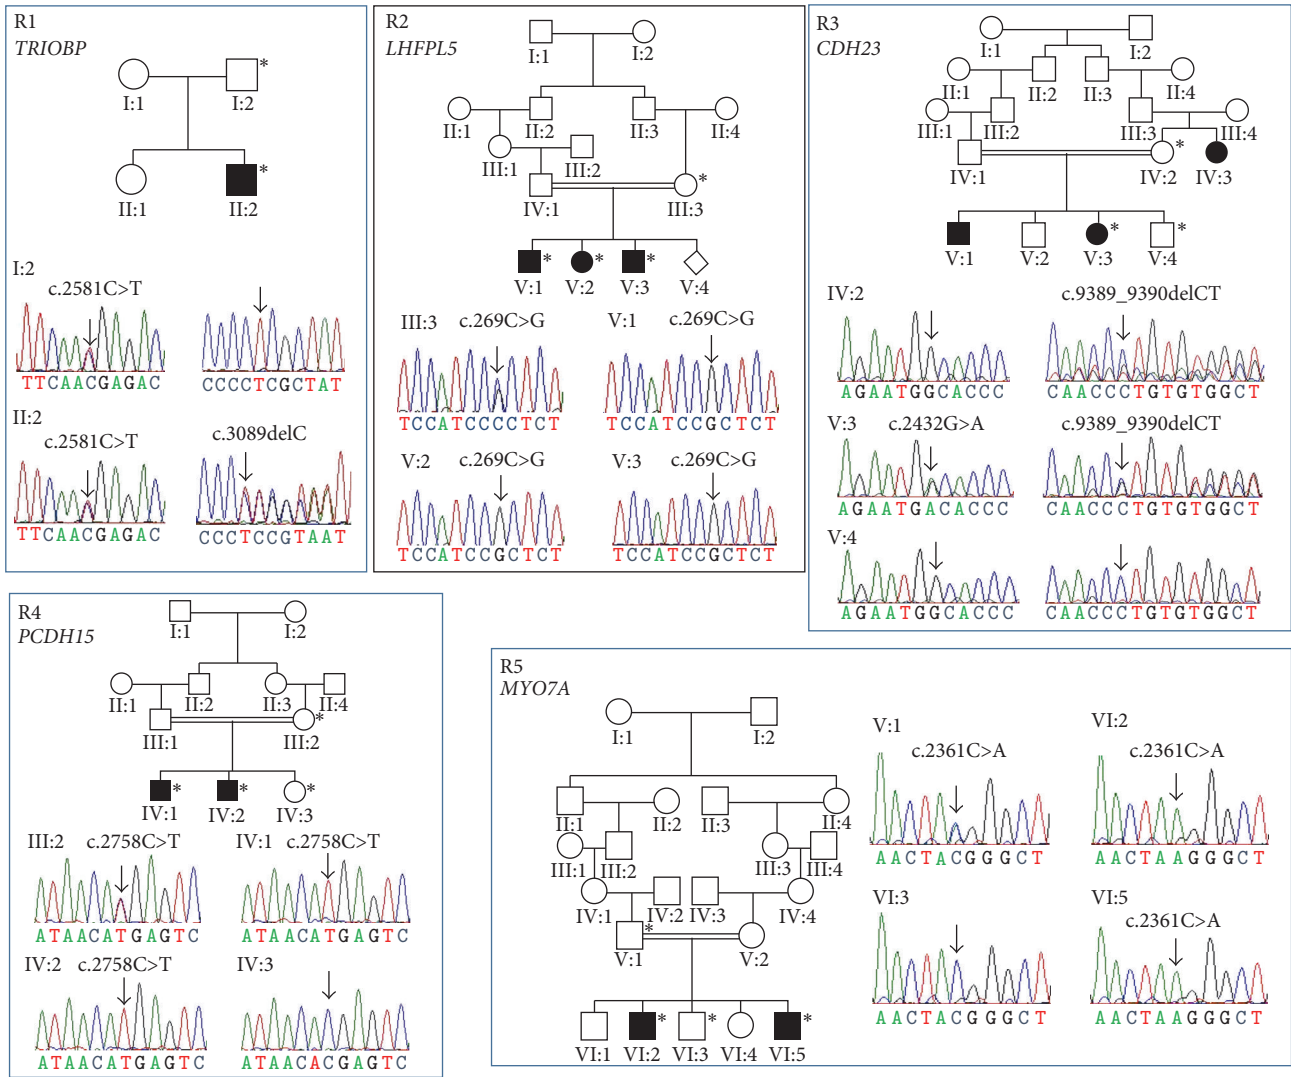 R1
TRIOBP
I:1
I:2
*
II:1
II:2
*
I:2
c.2581C>T
TTCAACGAGAC
CCCCTCGCTAT
II:2
c.2581C>T
c.3089delC
TTCAACGAGAC
CCCTCCGTAAT
R2
LHFPL5
I:1
I:2
II:1
II:2
II:3
II:4
III:1
III:2
IV:1
III:3
*
V:1
*
V:2
*
V:3
*
V:4
III:3
c.269C>G
V:1
c.269C>G
TCCATCCCCTCT
TCCATCCGCTCT
V:2
c.269C>G
V:3
c.269C>G
TCCATCCGCTCT
TCCATCCGCTCT
R3
CDH23
I:1
I:2
II:1
II:2
II:3
II:4
III:1
III:2
III:3
III:4
IV:1
IV:2
*
IV:3
V:1
V:2
V:3
*
V:4
*
IV:2
c.9389_9390delCT
AGAATGGCACCC
CAACCCTGTGTGGCT
V:3
c.2432G>A
c.9389_9390delCT
AGAATGACACCC
CAACCCTGTGTGGCT
V:4
AGAATGGCACCC
CAACCCTGTGTGGCT
R4
PCDH15
I:1
I:2
II:1
II:2
II:3
II:4
III:1
III:2
*
IV:1
*
IV:2
*
IV:3
*
III:2
c.2758C>T
IV:1
c.2758C>T
ATAACATGAGTC
ATAACATGAGTC
IV:2
c.2758C>T
IV:3
ATAACATGAGTC
ATAACACGAGTC
R5
MYO7A
I:1
I:2
II:1
II:2
II:3
II:4
III:1
III:2
III:3
III:4
IV:1
IV:2
IV:3
IV:4
V:1
*
V:2
VI:1
VI:2
*
VI:3
*
VI:4
VI:5
*
V:1
c.2361C>A
VI:2
c.2361C>A
AACTACGGGCT
AACTAAGGGCT
VI:3
VI:5
c.2361C>A
AACTACGGGCT
AACTAAGGGCT